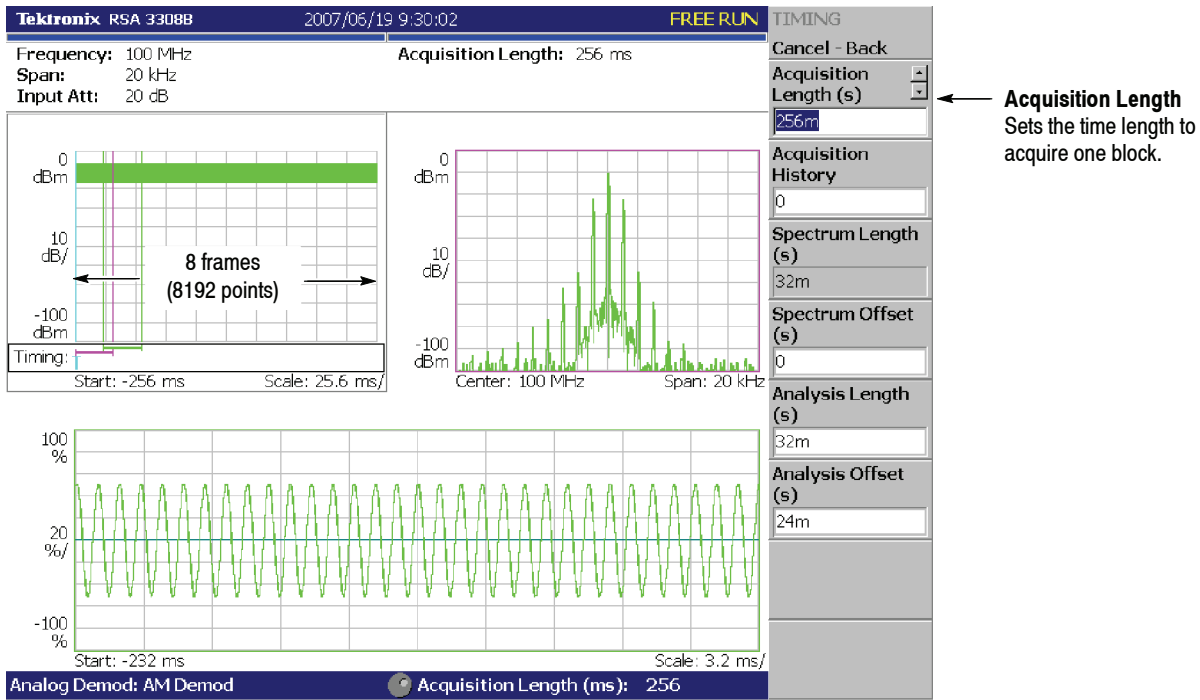 Tektronix RSA 3308B 2007/06/19 9:30:02 FREE RUN
Frequency: 100 MHz
Span: 20 kHz
Input Att: 20 dB
Acquisition Length: 256 ms
0
dBm
10
dB/
-100
dBm
8 frames
(8192 points)
Timing:
Start: -256 ms Scale: 25.6 ms/
0
dBm
10
dB/
-100
dBm
Center: 100 MHz Span: 20 kHz
100
%
20
%/
-100
%
Start: -232 ms Scale: 3.2 ms/
Analog Demod: AM Demod Acquisition Length (ms): 256
TIMING
Cancel - Back
Acquisition
Length (s)
256m
Acquisition
History
0
Spectrum Length
(s)
32m
Spectrum Offset
(s)
0
Analysis Length
(s)
32m
Analysis Offset
(s)
24m
Acquisition Length
Sets the time length to
acquire one block.